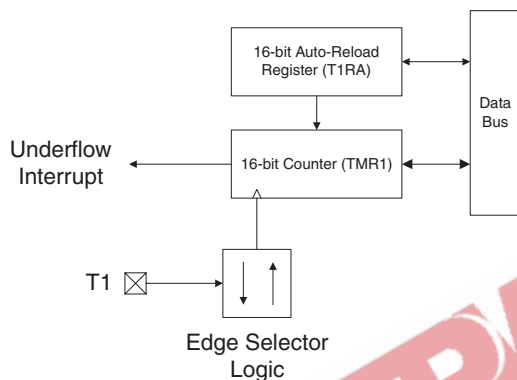 16-bit Auto-Reload
Register (T1RA)
Data
Bus
16-bit Counter (TMR1)
Underflow
Interrupt
T1
Edge Selector
Logic